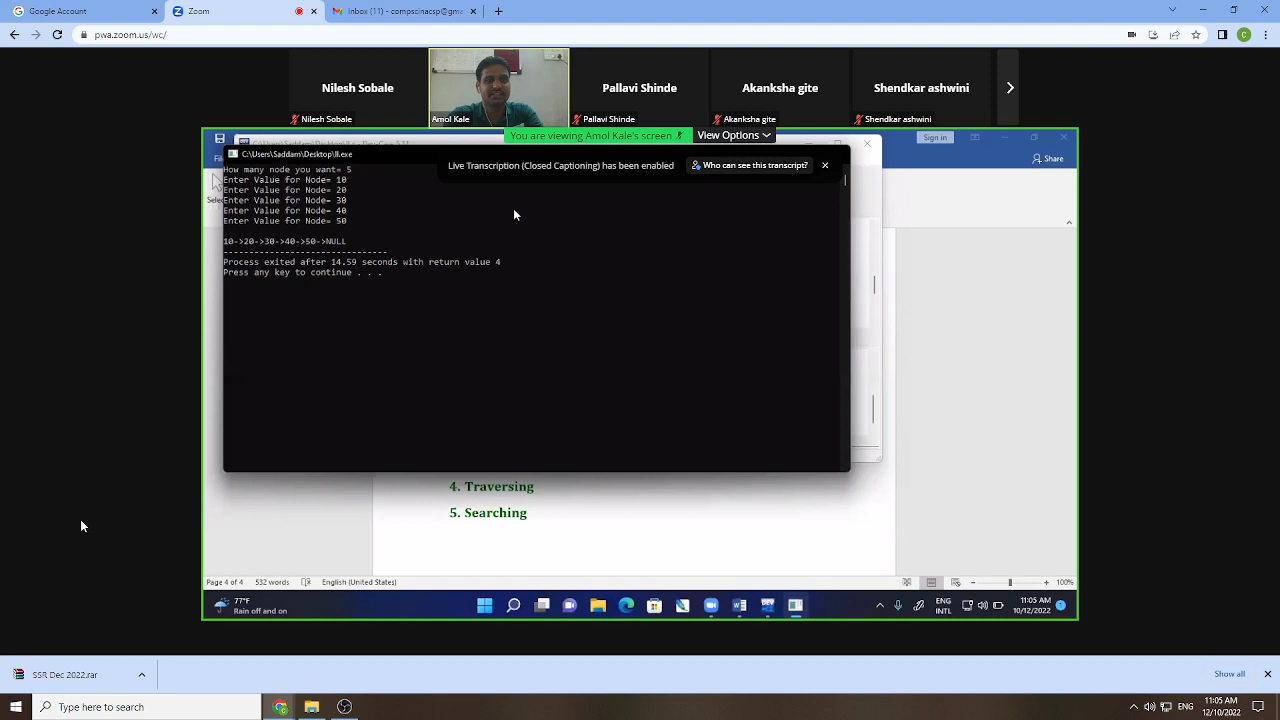 Google Account
Zoom
Inbox (11) - compscinacsp@gm
pwa.zoom.us/wc/
C
Nilesh Sobale
Pallavi Shinde
Akanksha gite
Shendkar ashwini
Nilesh Sobale
Amol Kale
Pallavi Shinde
Akanksha gite
Shendkar ashwini
You are viewing Amol Kale's screen
View Options
Sign in
Share
C:\Users\Saddam\Desktop\ll.exe
Live Transcription (Closed Captioning) has been enabled
Who can see this transcript?
How many node you want= 5
Enter Value for Node= 10
Enter Value for Node= 20
Enter Value for Node= 30
Enter Value for Node= 40
Enter Value for Node= 50
10->20->30->40->50->NULL
--------------------------------
Process exited after 14.59 seconds with return value 4
Press any key to continue . . .
4. Traversing
5. Searching
Page 4 of 4
532 words
English (United States)
100%
77°F
Rain off and on
ENG
INTL
11:05 AM
10/12/2022
SSR Dec 2022.rar
Show all
Type here to search
ENG
11:05 AM
12/10/2022